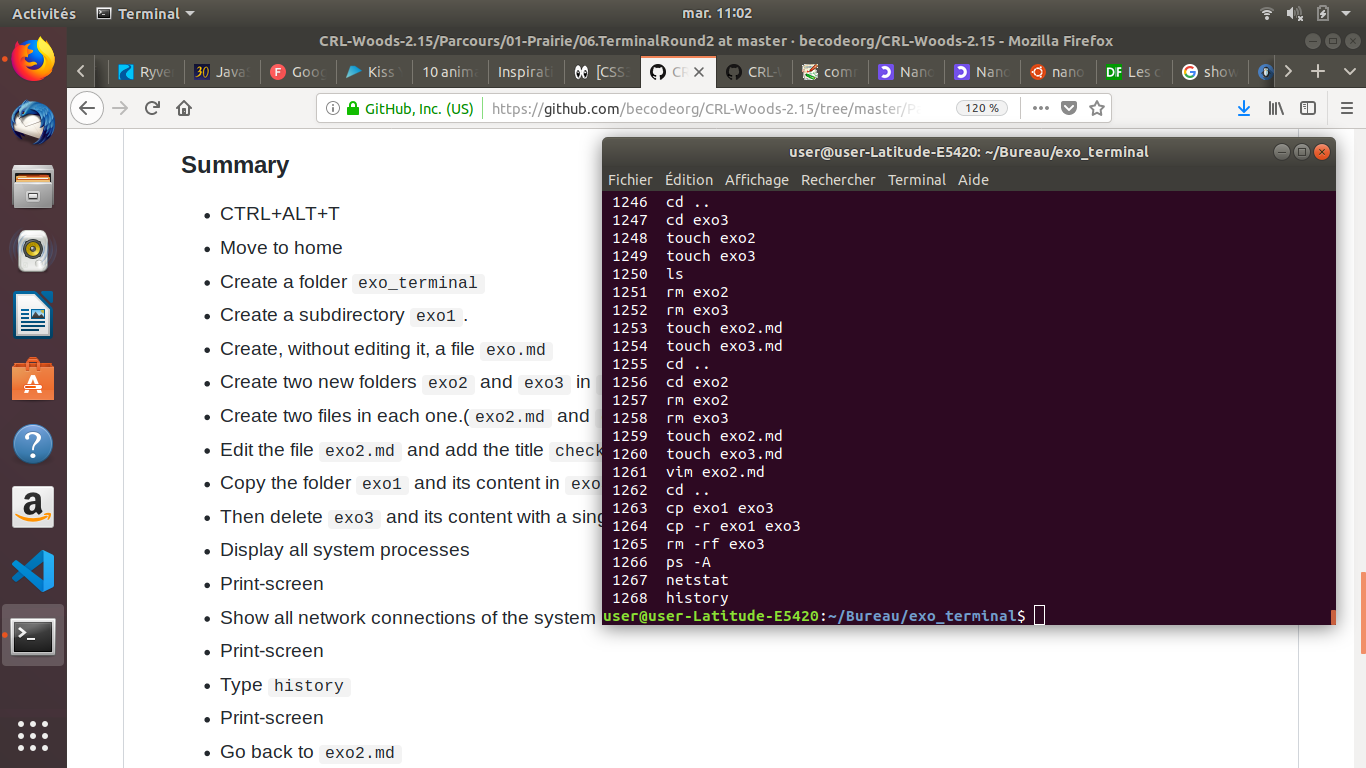 Activités Terminal mar. 11:02
CRL-Woods-2.15/Parcours/01-Prairie/06.TerminalRound2 at master · becodeorg/CRL-Woods-2.15 - Mozilla Firefox
Ryve 30 Java F Goog Kiss 10 anima Inspirati [CSS CR CRL- comm Nano Nano nano DF Les c G show
GitHub, Inc. (US) https://github.com/becodeorg/CRL-Woods-2.15/tree/master/P 120 %
Summary
CTRL+ALT+T
Move to home
Create a folder exo_terminal
Create a subdirectory exo1 .
Create, without editing it, a file exo.md
Create two new folders exo2 and exo3 in
Create two files in each one.( exo2.md and
Edit the file exo2.md and add the title check
Copy the folder exo1 and its content in exo
Then delete exo3 and its content with a sing
Display all system processes
Print-screen
Show all network connections of the system
Print-screen
Type history
Print-screen
Go back to exo2.md
user@user-Latitude-E5420: ~/Bureau/exo_terminal
Fichier Édition Affichage Rechercher Terminal Aide
1246 cd ..
1247 cd exo3
1248 touch exo2
1249 touch exo3
1250 ls
1251 rm exo2
1252 rm exo3
1253 touch exo2.md
1254 touch exo3.md
1255 cd ..
1256 cd exo2
1257 rm exo2
1258 rm exo3
1259 touch exo2.md
1260 touch exo3.md
1261 vim exo2.md
1262 cd ..
1263 cp exo1 exo3
1264 cp -r exo1 exo3
1265 rm -rf exo3
1266 ps -A
1267 netstat
1268 history
user@user-Latitude-E5420:~/Bureau/exo_terminal$